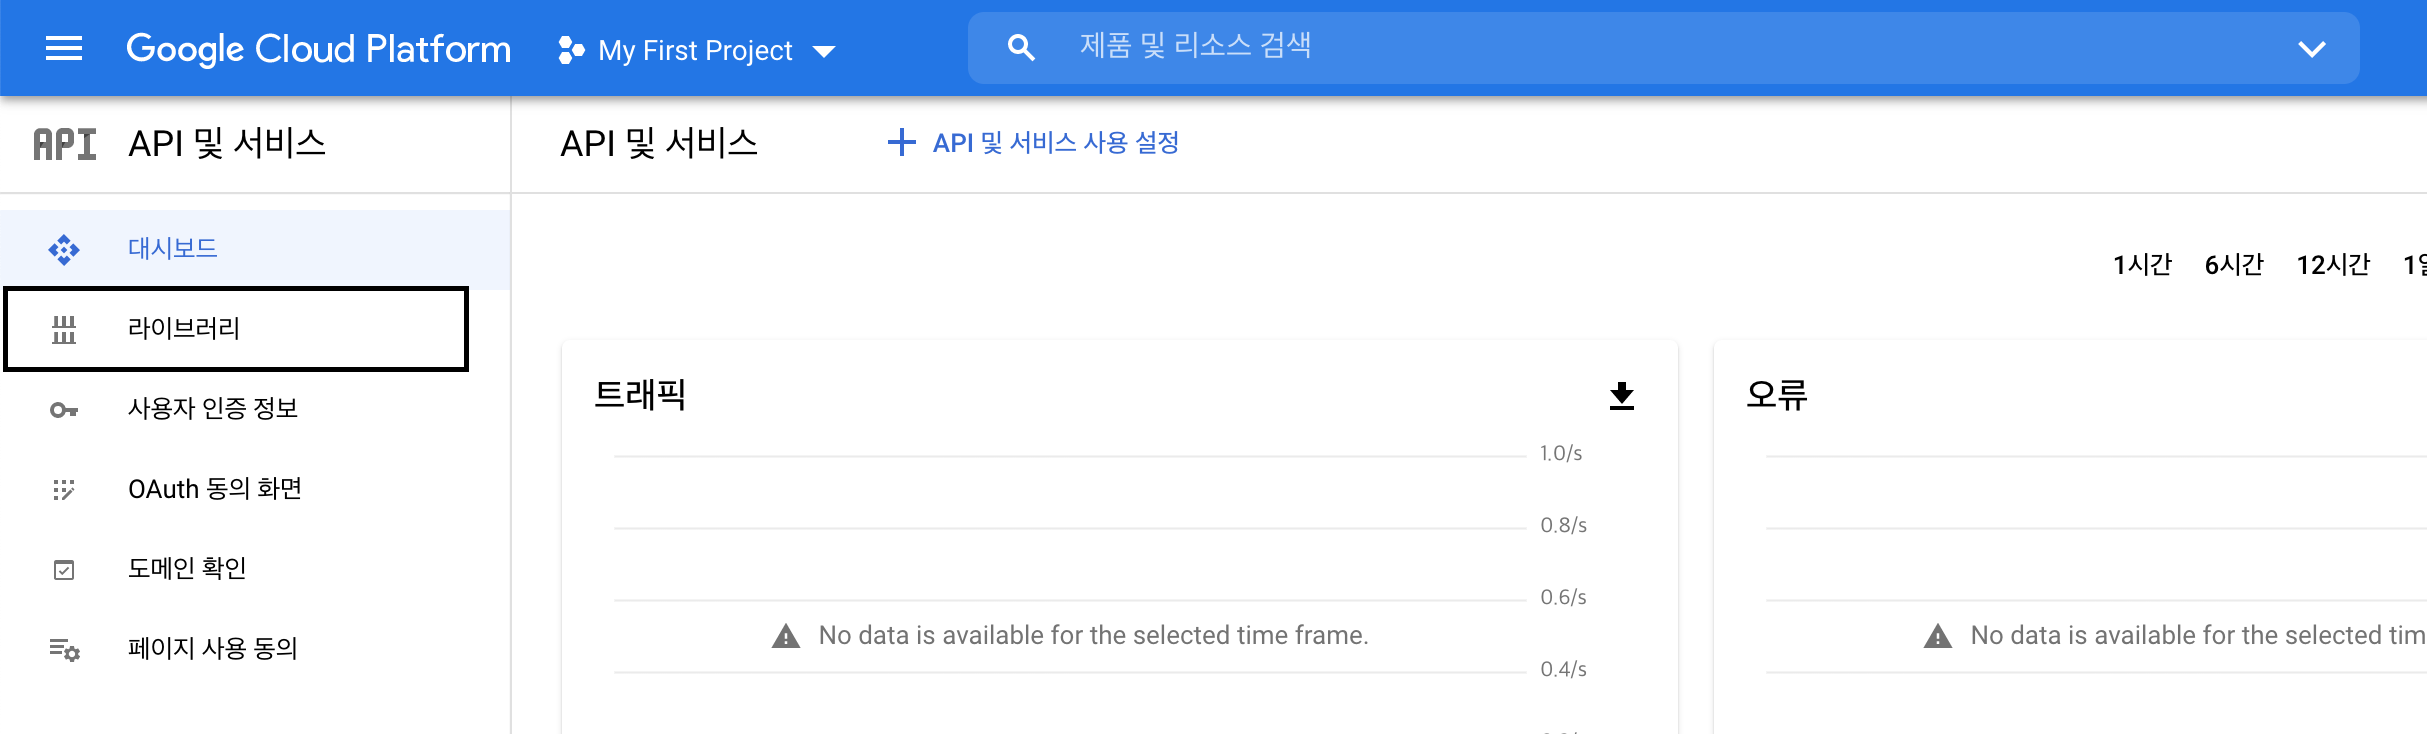 Google Cloud Platform
My First Project
제품 및 리소스 검색
API API 및 서비스
API 및 서비스
API 및 서비스 사용 설정
대시보드
라이브러리
사용자 인증 정보
OAuth 동의 화면
도메인 확인
페이지 사용 동의
1시간 6시간 12시간
트래픽
1.0/s
0.8/s
0.6/s
No data is available for the selected time frame.
0.4/s
오류
No data is available for the selected